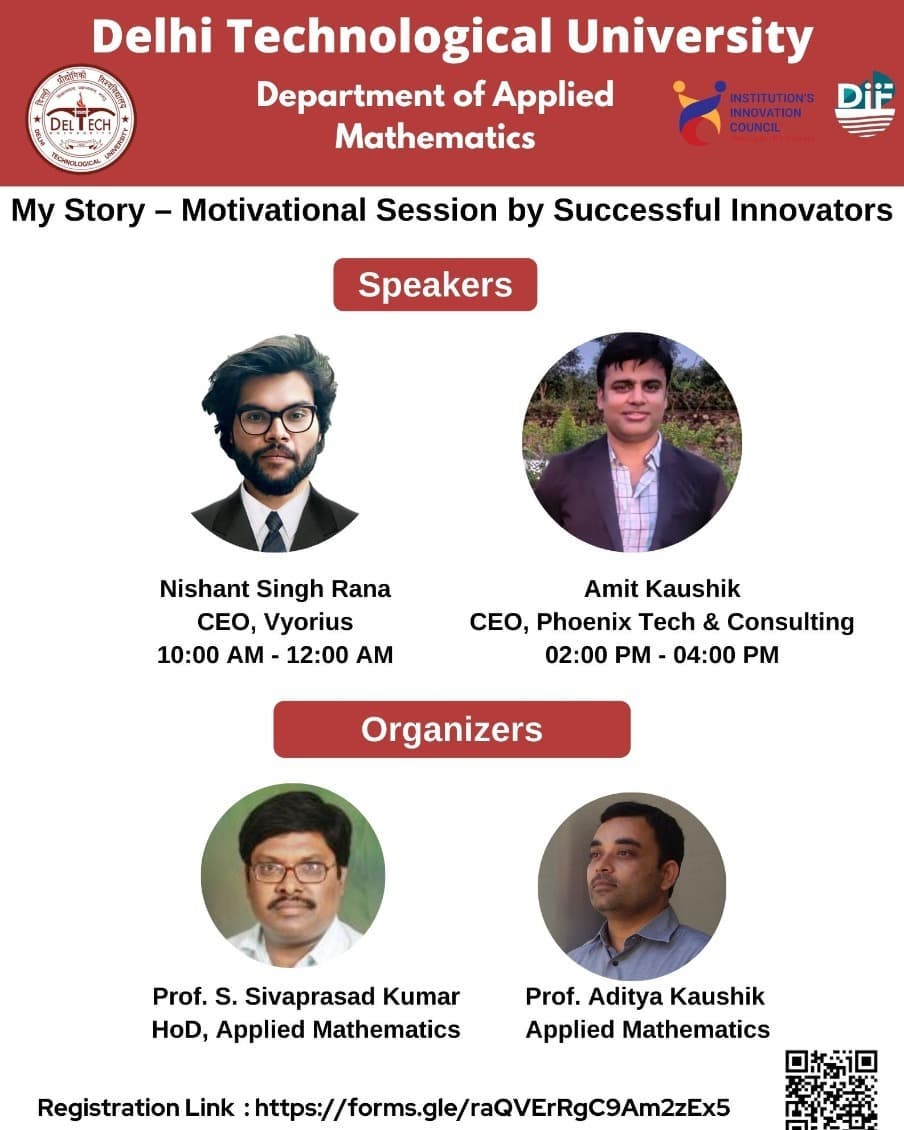 Delhi Technological University
Department of Applied
Mathematics
दिल्ली प्रौद्योगिकी विश्वविद्यालय
DELTECH
DELHI TECHNOLOGICAL UNIVERSITY
INSTITUTION'S
INNOVATION
COUNCIL
DiF
My Story – Motivational Session by Successful Innovators
Speakers
Nishant Singh Rana
CEO, Vyorius
10:00 AM - 12:00 AM
Amit Kaushik
CEO, Phoenix Tech & Consulting
02:00 PM - 04:00 PM
Organizers
Prof. S. Sivaprasad Kumar
HoD, Applied Mathematics
Prof. Aditya Kaushik
Applied Mathematics
Registration Link : https://forms.gle/raQVErRgC9Am2zEx5